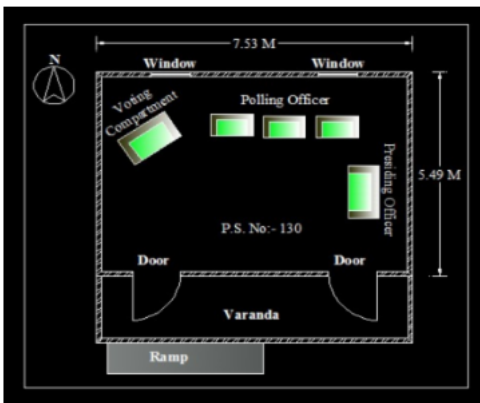 7.53 M
N
Window
Window
Voting
Compartment
Polling Officer
Presiding Officer
5.49 M
P.S. No:- 130
Door
Door
Varanda
Ramp